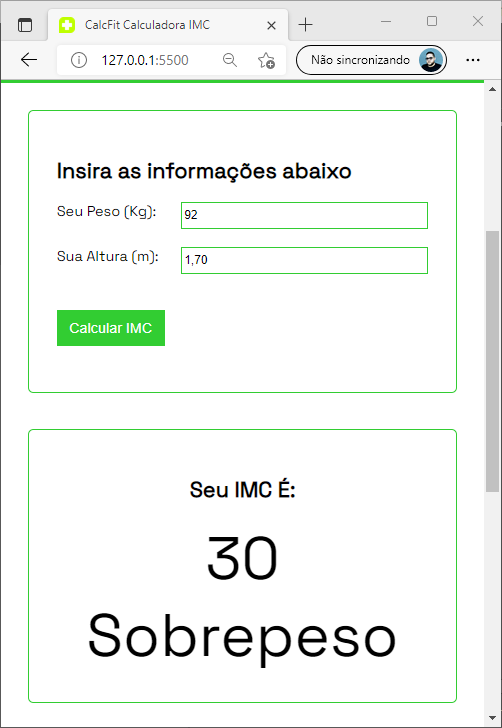 CalcFit Calculadora IMC
127.0.0.1:5500
Não sincronizando
Insira as informações abaixo
Seu Peso (Kg): 92
Sua Altura (m): 1,70
Calcular IMC
Seu IMC É:
30
Sobrepeso